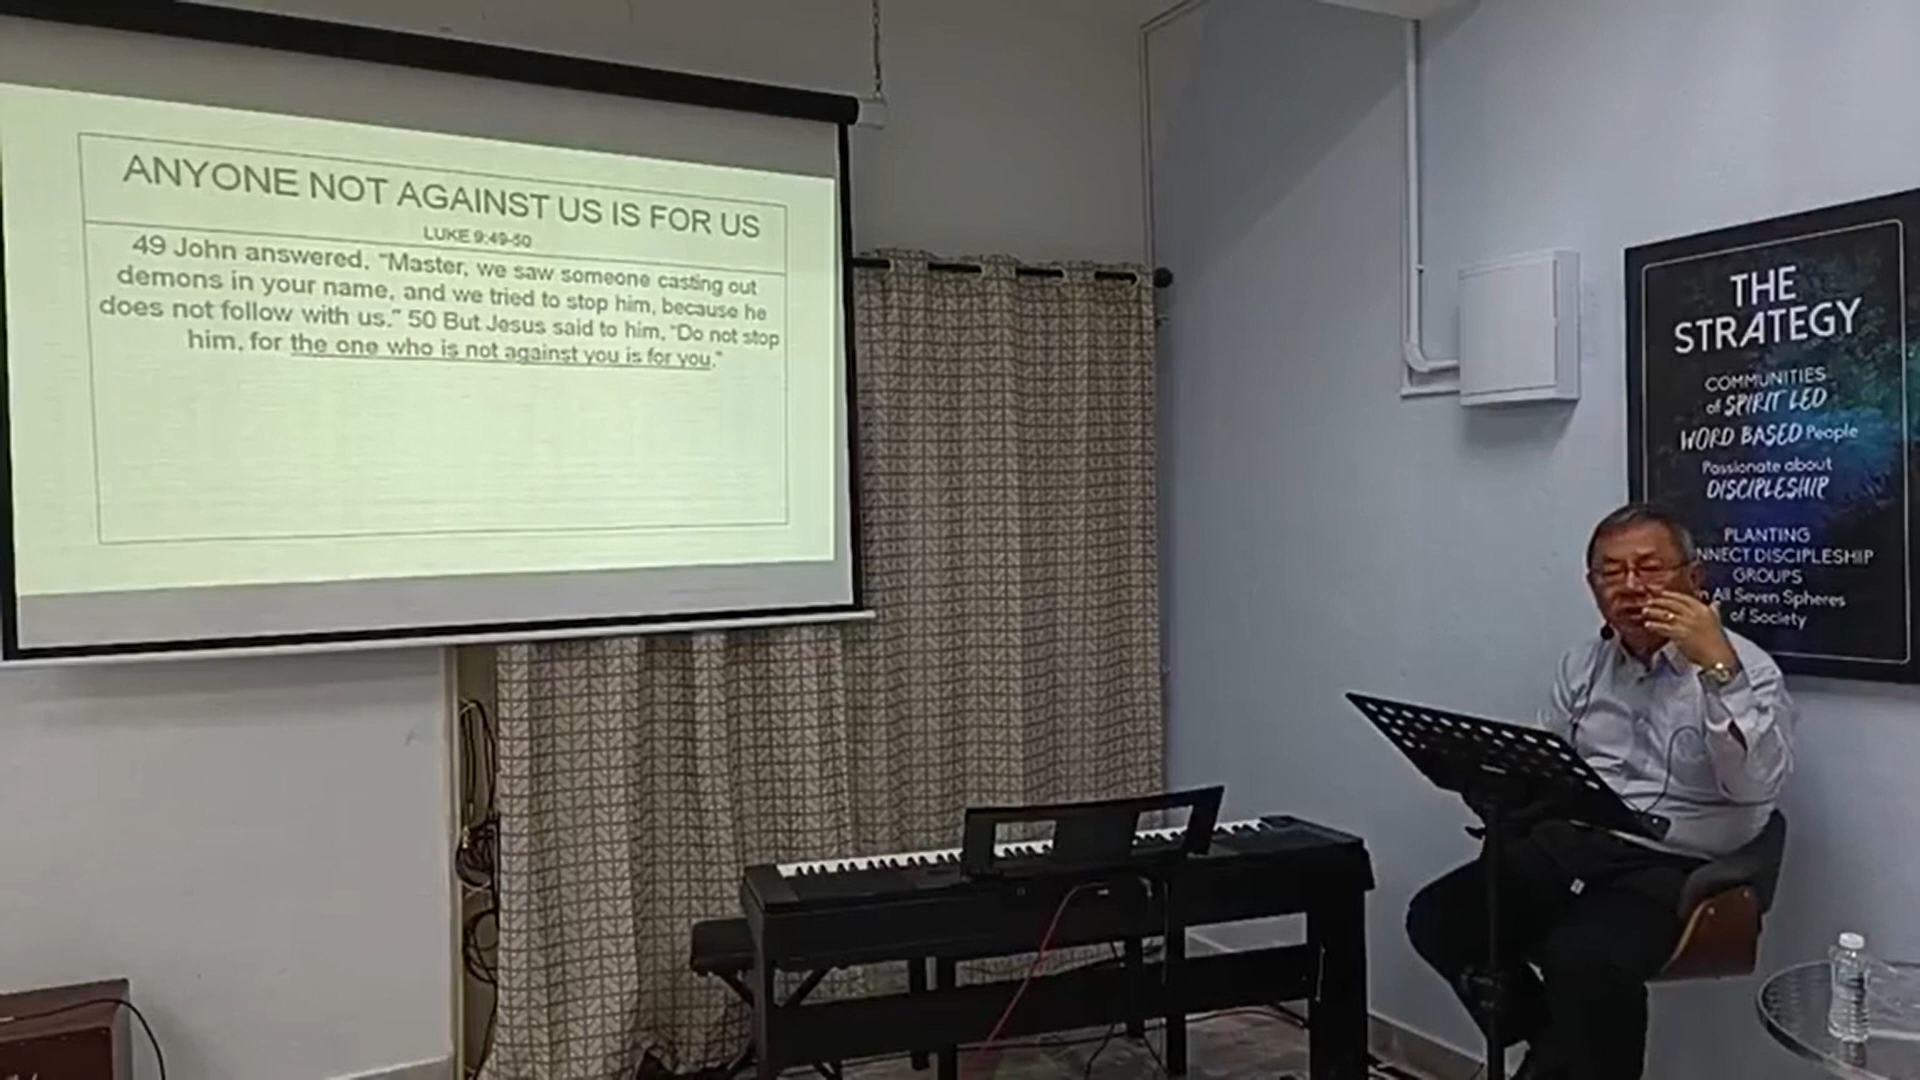 ANYONE NOT AGAINST US IS FOR US
LUKE 9:49-50
49 John answered, "Master, we saw someone casting out
demons in your name, and we tried to stop him, because he
does not follow with us." 50 But Jesus said to him, "Do not stop
him, for the one who is not against you is for you."
THE
STRATEGY
COMMUNITIES
of SPIRIT LED
WORD BASED People
Passionate about
DISCIPLESHIP
PLANTING
NNECT DISCIPLESHIP
GROUPS
n All Seven Spheres
of Society